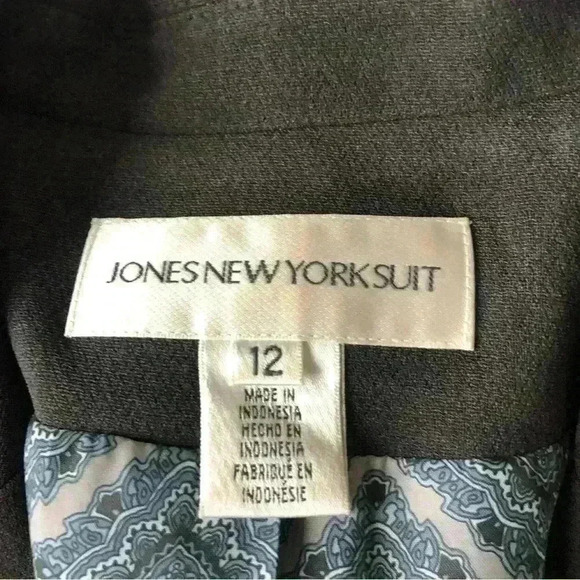 JONES NEW YORK SUIT
12
MADE IN
INDONESIA
HECHO EN
INDONESIA
FABRIQUÉ EN
INDONÉSIE